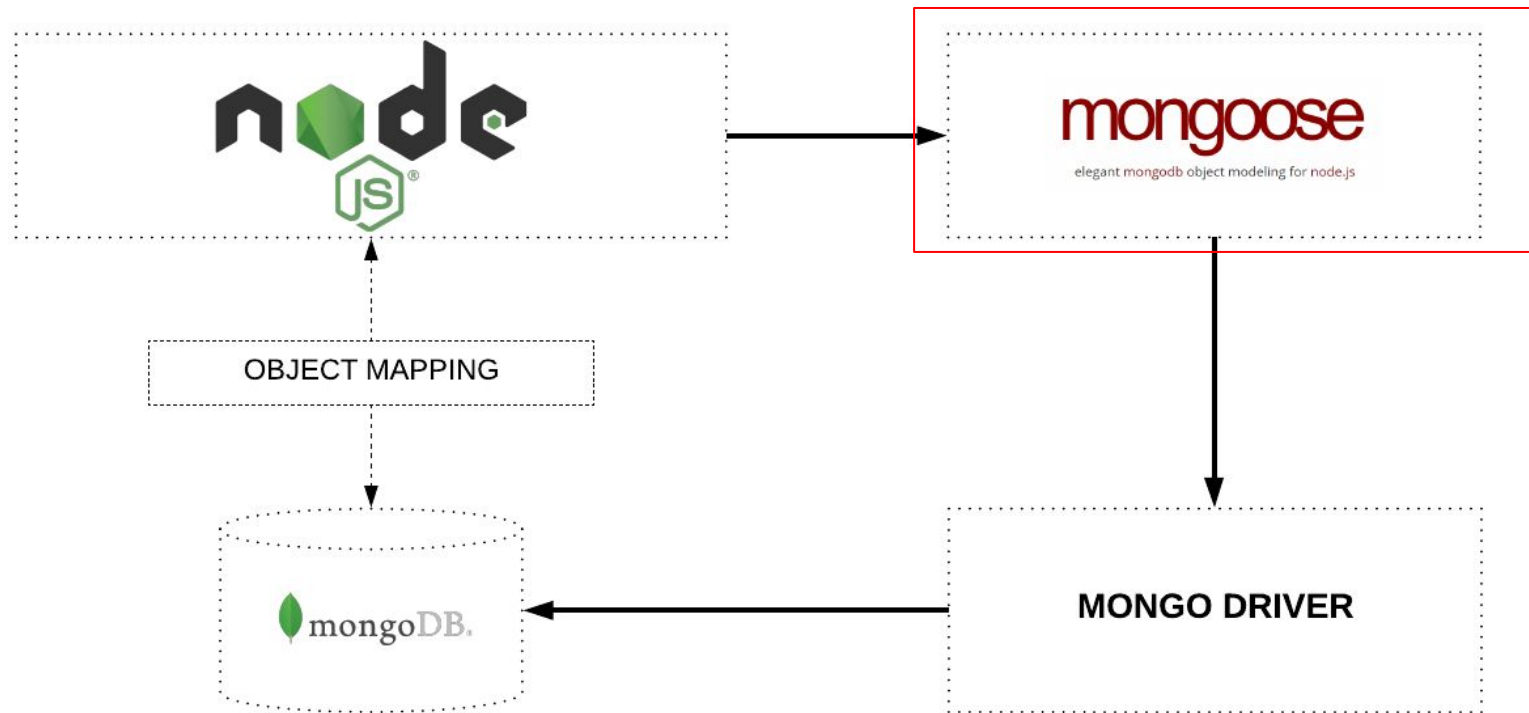 node
JS®
mongoose
elegant mongodb object modeling for node.js
OBJECT MAPPING
mongoDB®
MONGO DRIVER